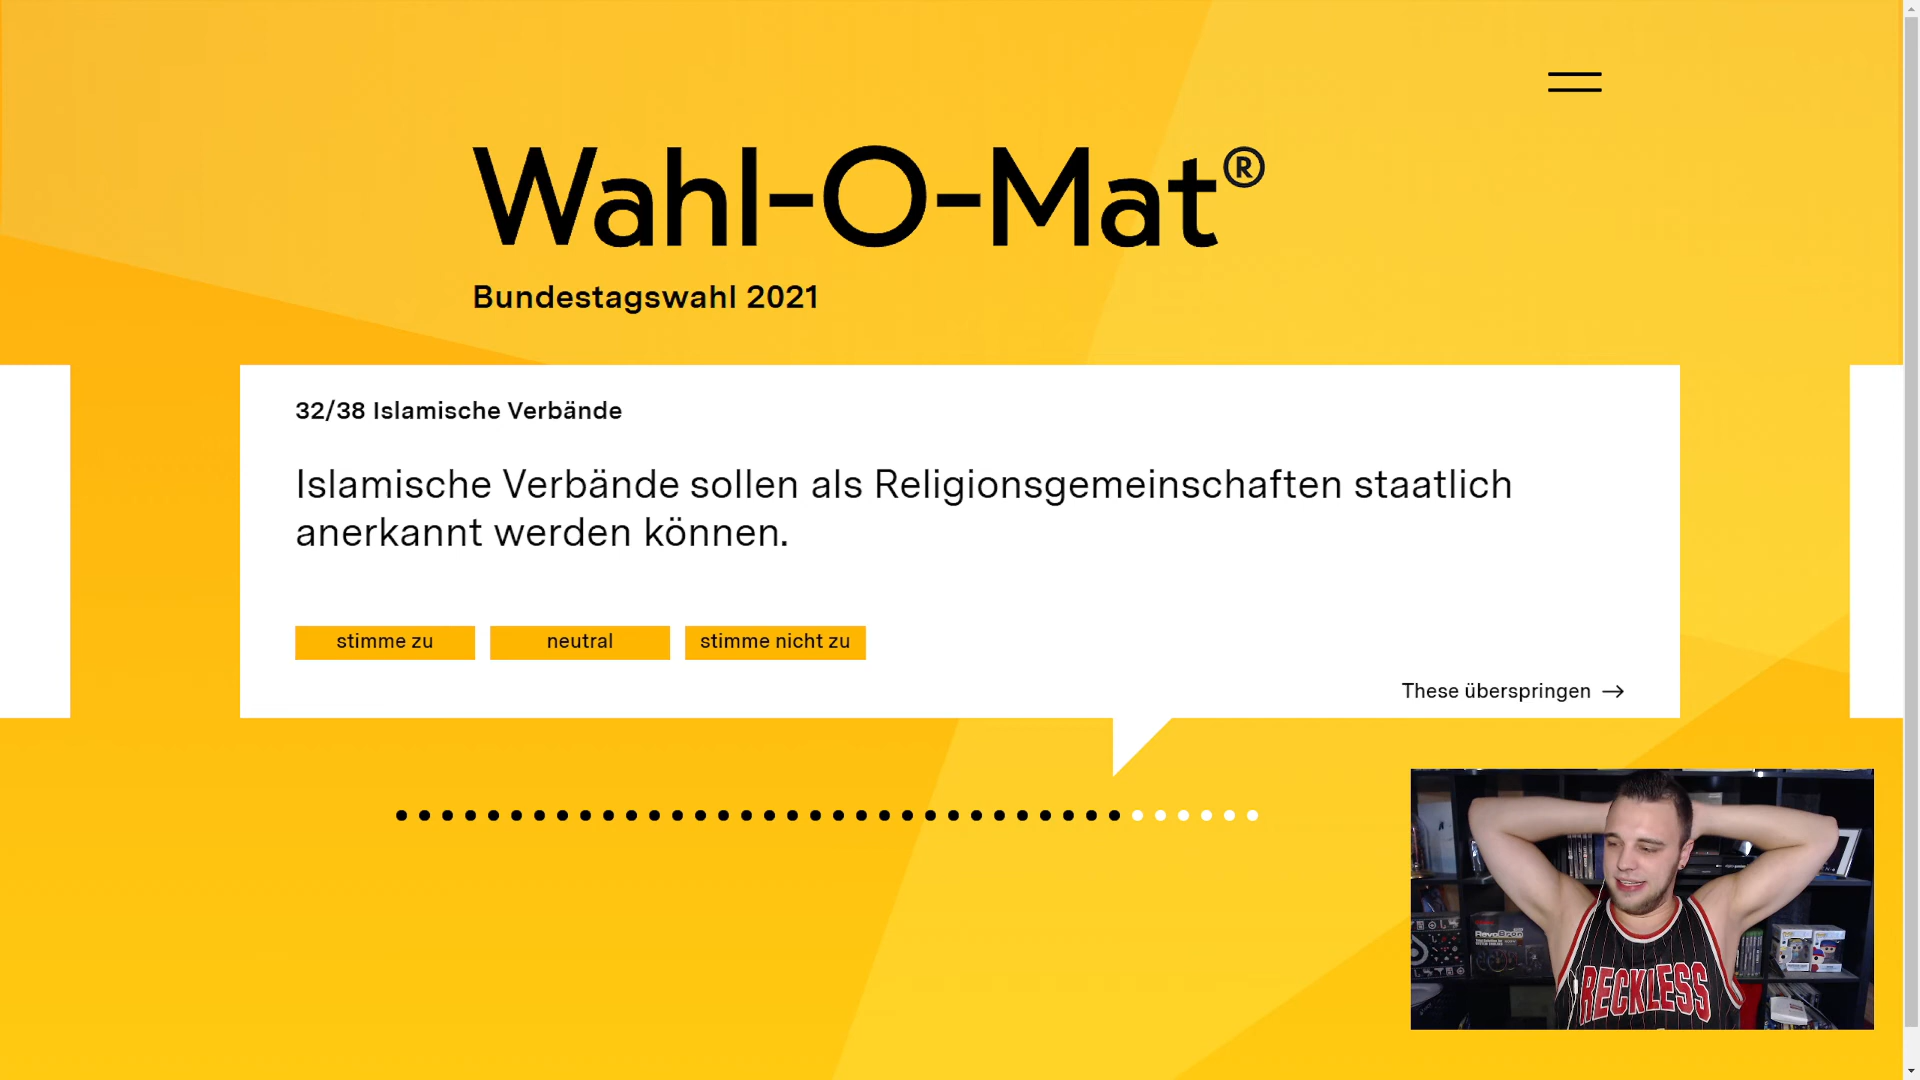 Wahl-O-Mat®
Bundestagswahl 2021
32/38 Islamische Verbände
Islamische Verbände sollen als Religionsgemeinschaften staatlich
anerkannt werden können.
stimme zu
neutral
stimme nicht zu
These überspringen →
RECKLESS